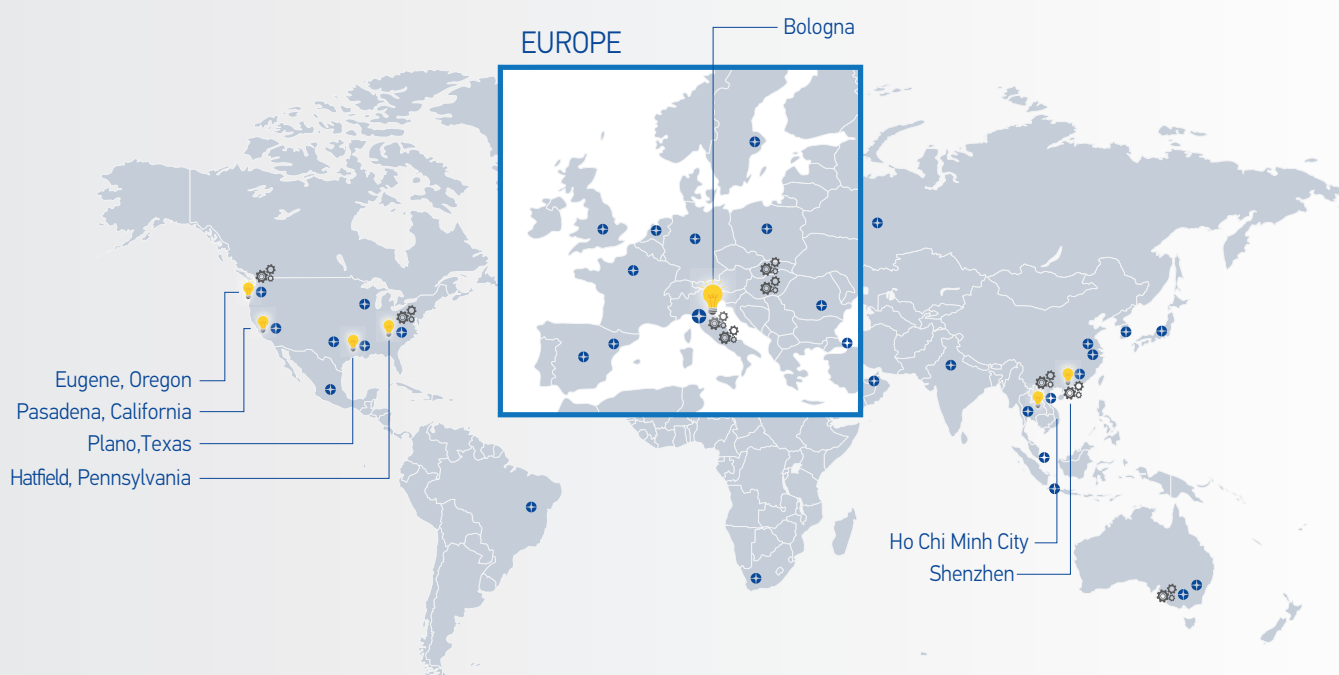 Bologna
EUROPE
Eugene, Oregon
Pasadena, California
Plano,Texas
Hatfield, Pennsylvania
Ho Chi Minh City
Shenzhen